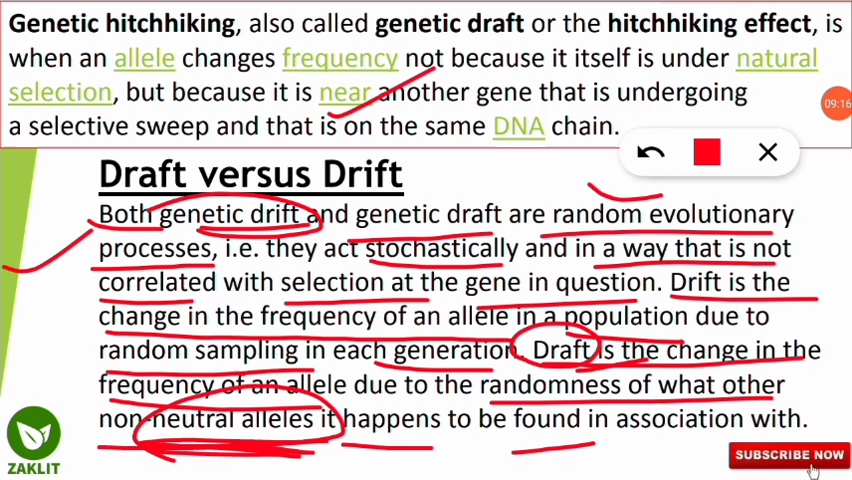 Genetic hitchhiking, also called genetic draft or the hitchhiking effect, is
when an allele changes frequency not because it itself is under natural
selection, but because it is near another gene that is undergoing
a selective sweep and that is on the same DNA chain.
09:16
Draft versus Drift
Both genetic drift and genetic draft are random evolutionary
processes, i.e. they act stochastically and in a way that is not
correlated with selection at the gene in question. Drift is the
change in the frequency of an allele in a population due to
random sampling in each generation. Draft is the change in the
frequency of an allele due to the randomness of what other
non-neutral alleles it happens to be found in association with.
ZAKLIT
SUBSCRIBE NOW